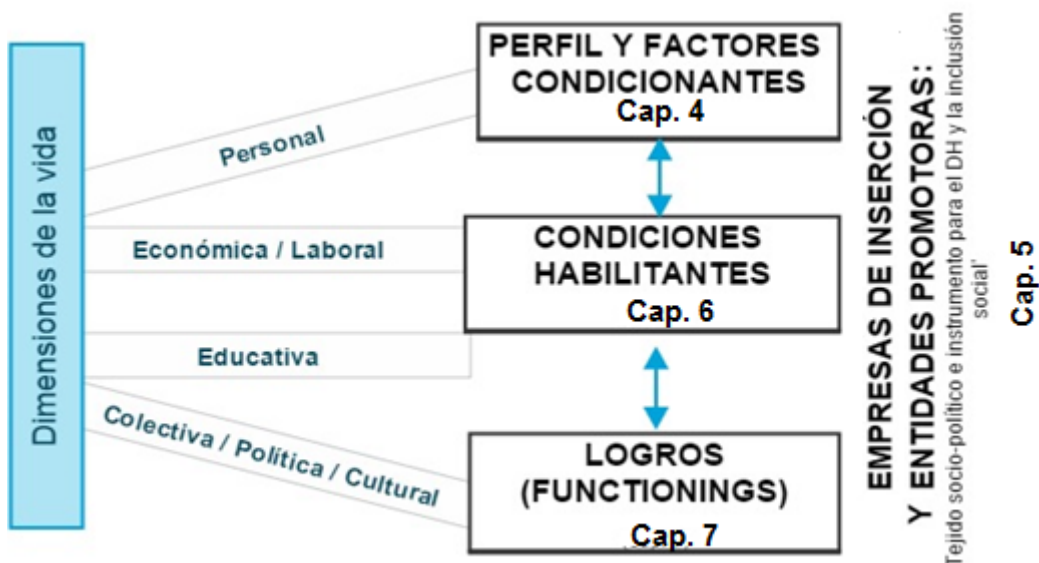 Dimensiones de la vida
Personal
Económica / Laboral
Educativa
Colectiva / Política / Cultural
PERFIL Y FACTORES
CONDICIONANTES
Cap. 4
CONDICIONES
HABILITANTES
Cap. 6
LOGROS
(FUNCTIONINGS)
Cap. 7
EMPRESAS DE INSERCIÓN
Y ENTIDADES PROMOTORAS:
Tejido socio-político e instrumento para el DH y la inclusión
social'
Cap. 5